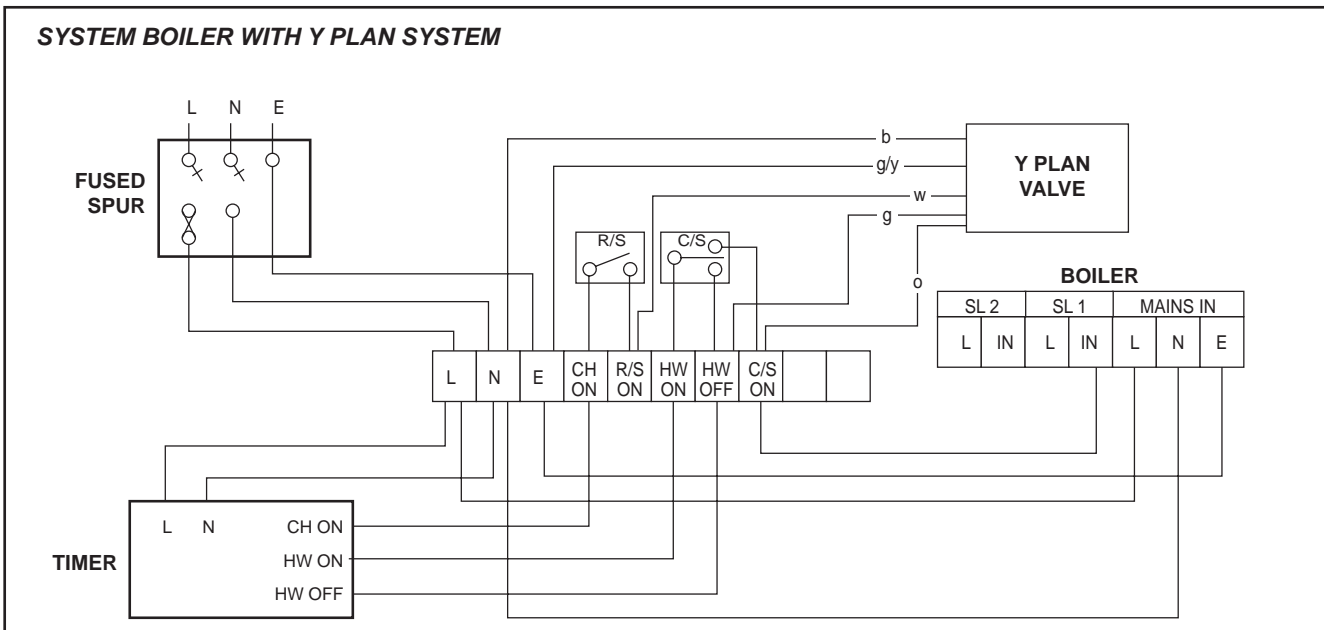 SYSTEM BOILER WITH Y PLAN SYSTEM
L N E
FUSED
SPUR
b
g/y
w
g
o
Y PLAN
VALVE
R/S
C/S
BOILER
SL 2 SL 1 MAINS IN
L IN L IN L N E
L N E CH ON R/S ON HW ON HW OFF C/S ON
TIMER
L N CH ON
HW ON
HW OFF